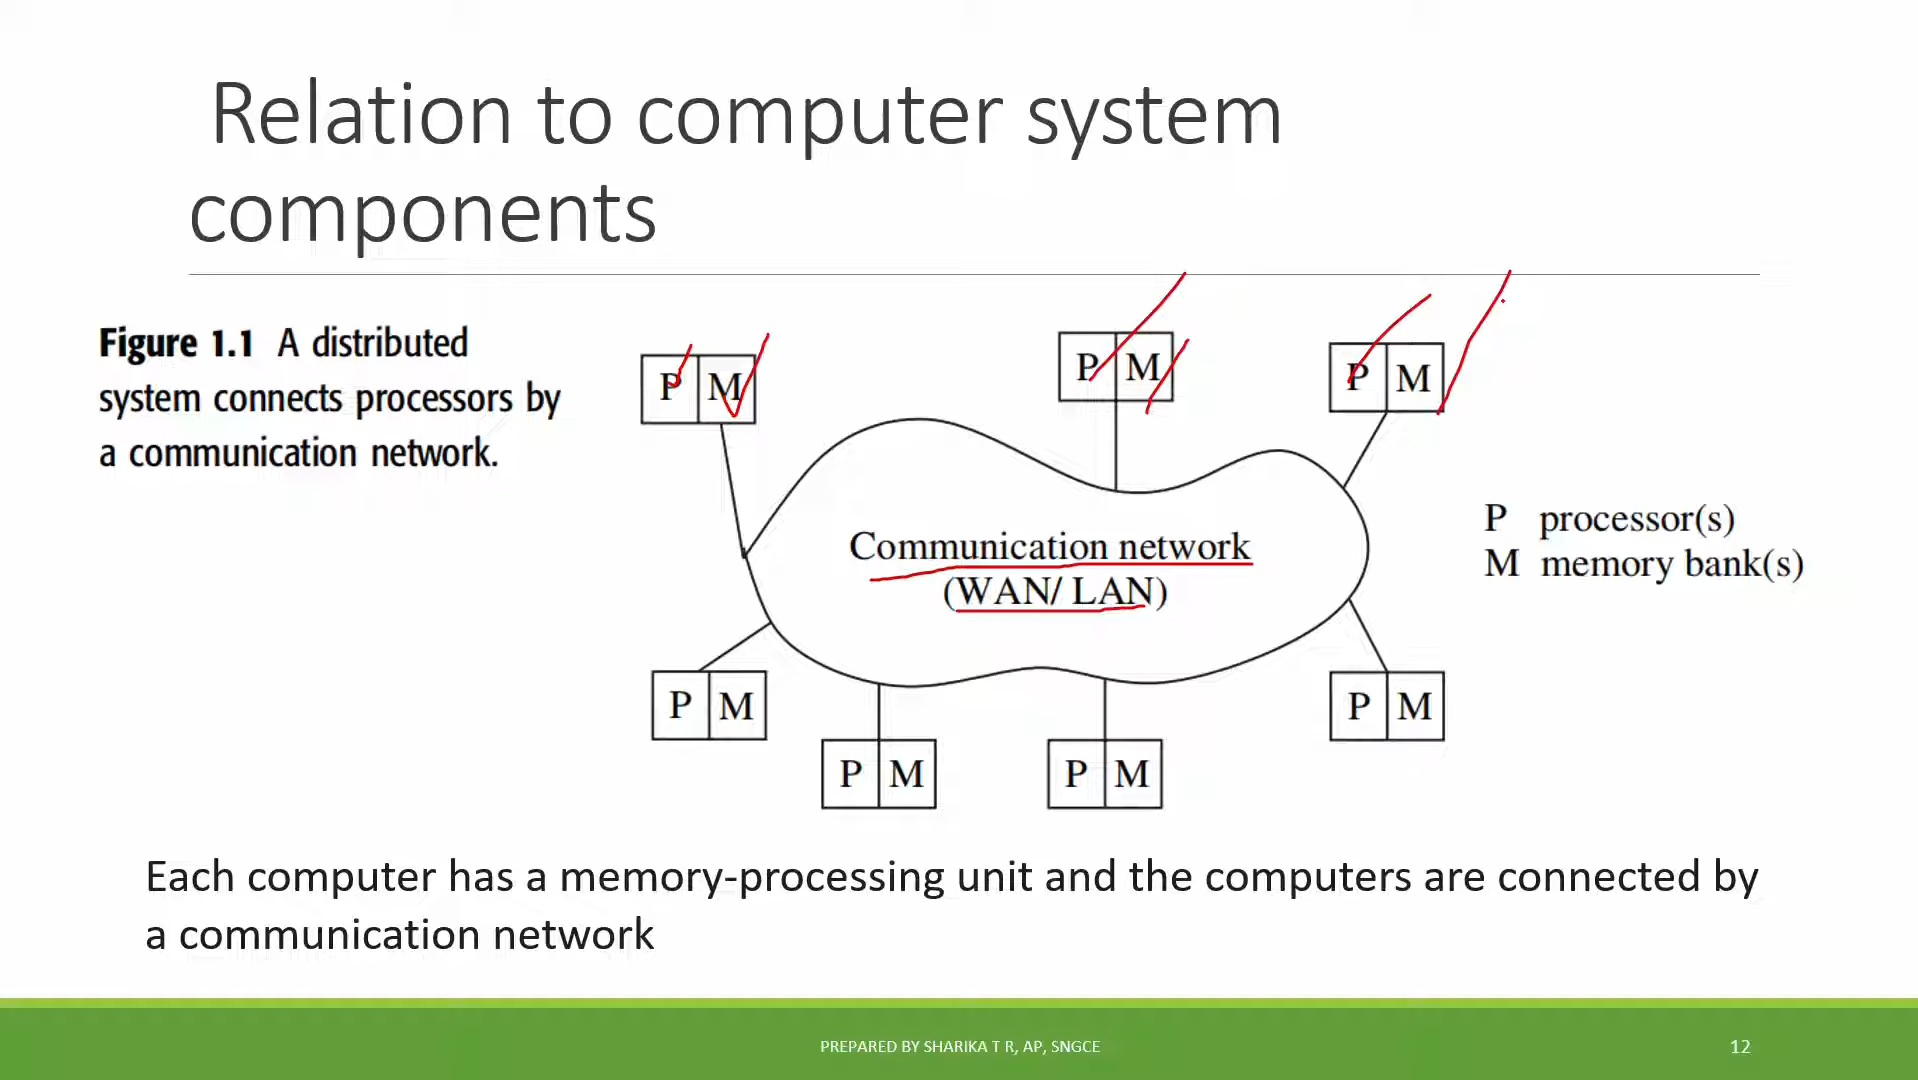 Relation to computer system
components
Figure 1.1 A distributed
system connects processors by
a communication network.
P M
P M
P M
Communication network
(WAN/ LAN)
P processor(s)
M memory bank(s)
P M
P M
P M
P M
Each computer has a memory-processing unit and the computers are connected by
a communication network
PREPARED BY SHARIKA T R, AP, SNGCE
12